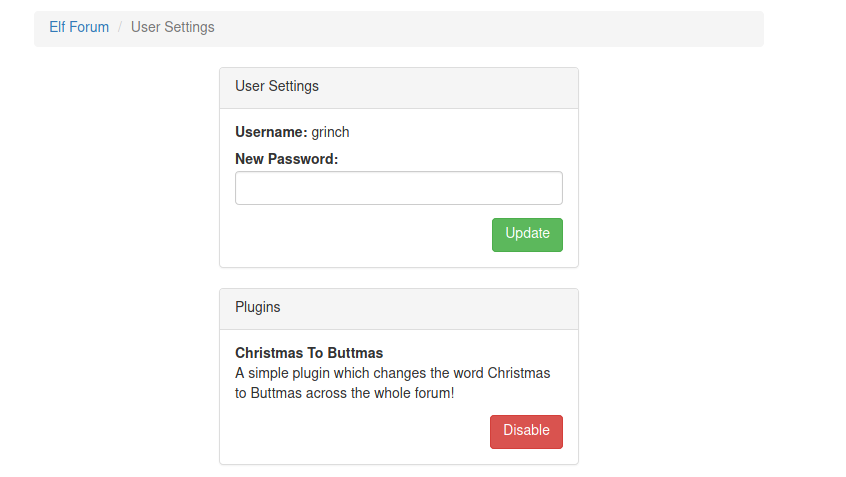 Elf Forum / User Settings
User Settings
Username: grinch
New Password:
Update
Plugins
Christmas To Buttmas
A simple plugin which changes the word Christmas
to Buttmas across the whole forum!
Disable